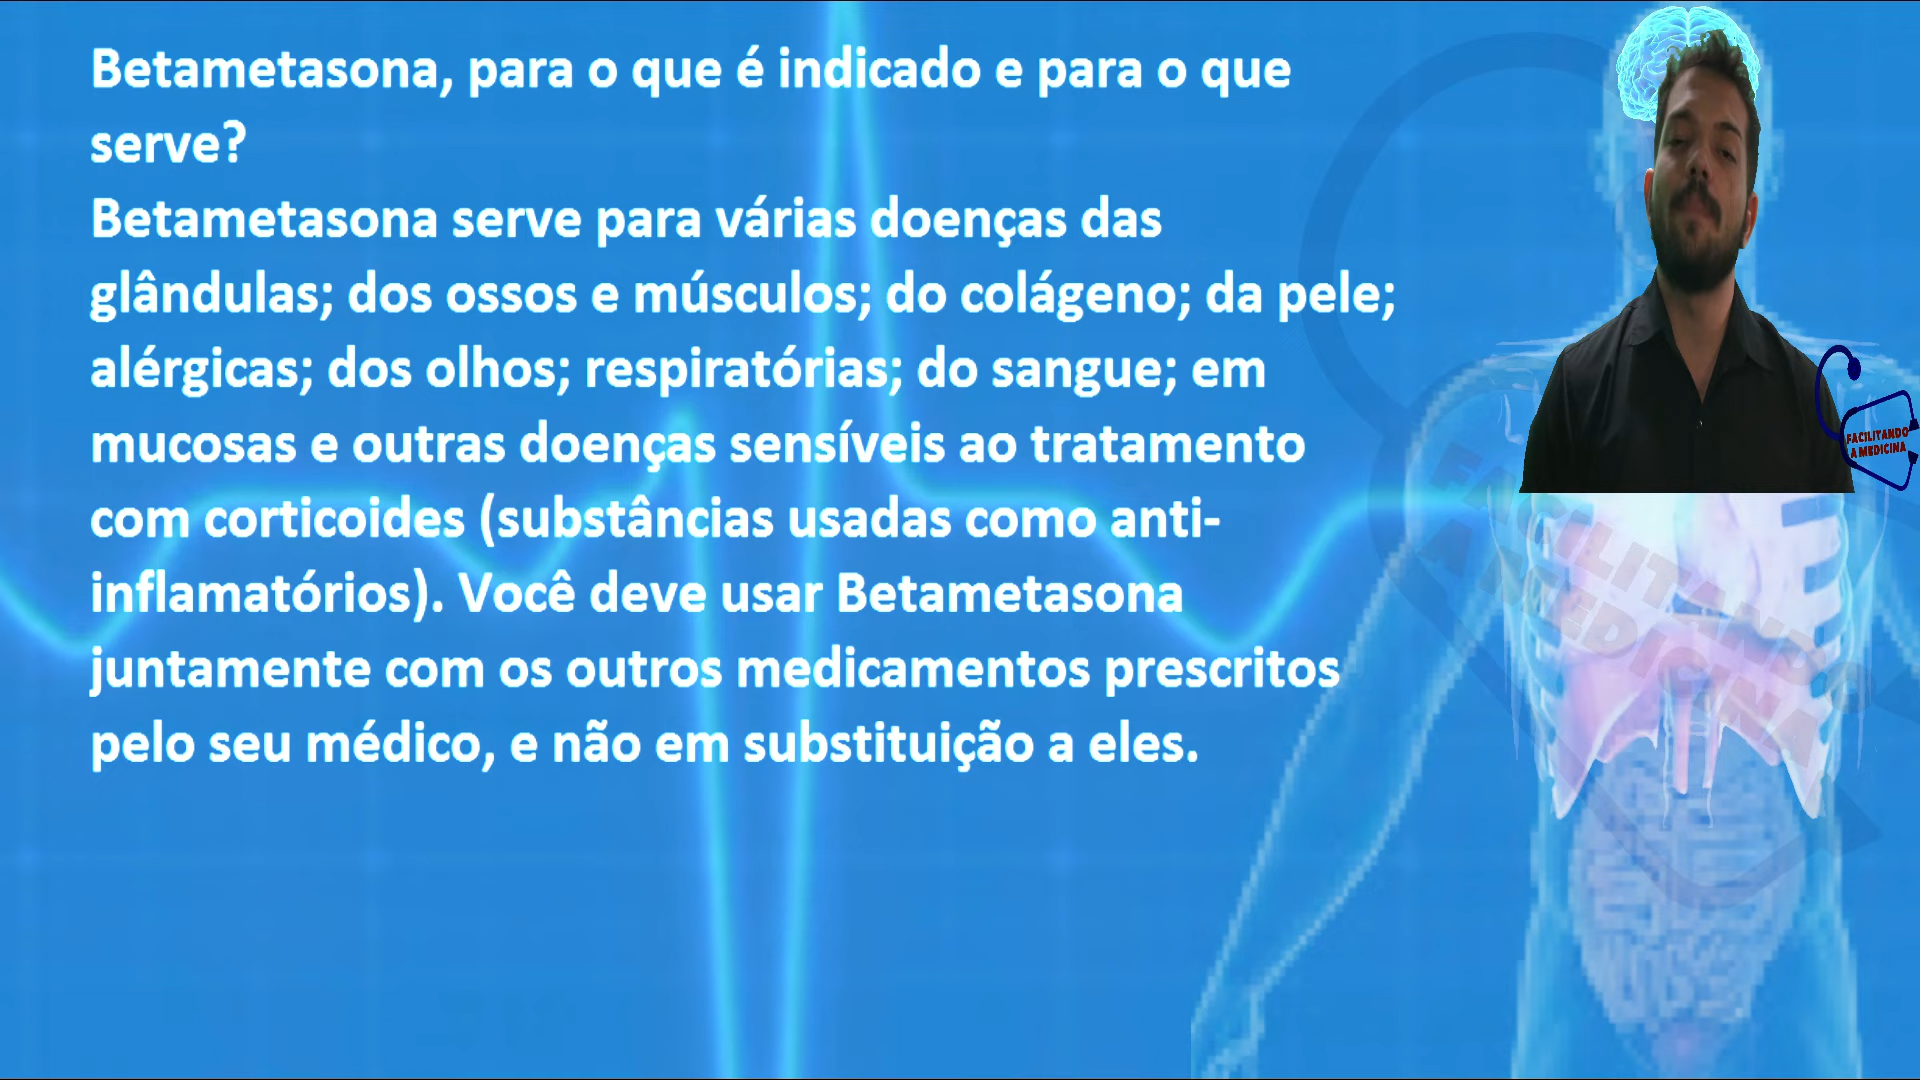 Betametasona, para o que é indicado e para o que
serve?
Betametasona serve para várias doenças das
glândulas; dos ossos e músculos; do colágeno; da pele;
alérgicas; dos olhos; respiratórias; do sangue; em
mucosas e outras doenças sensíveis ao tratamento
com corticoides (substâncias usadas como anti-
inflamatórios). Você deve usar Betametasona
juntamente com os outros medicamentos prescritos
pelo seu médico, e não em substituição a eles.
FACILITANDO
A MEDICINA
FACILITANDO
A MEDICINA